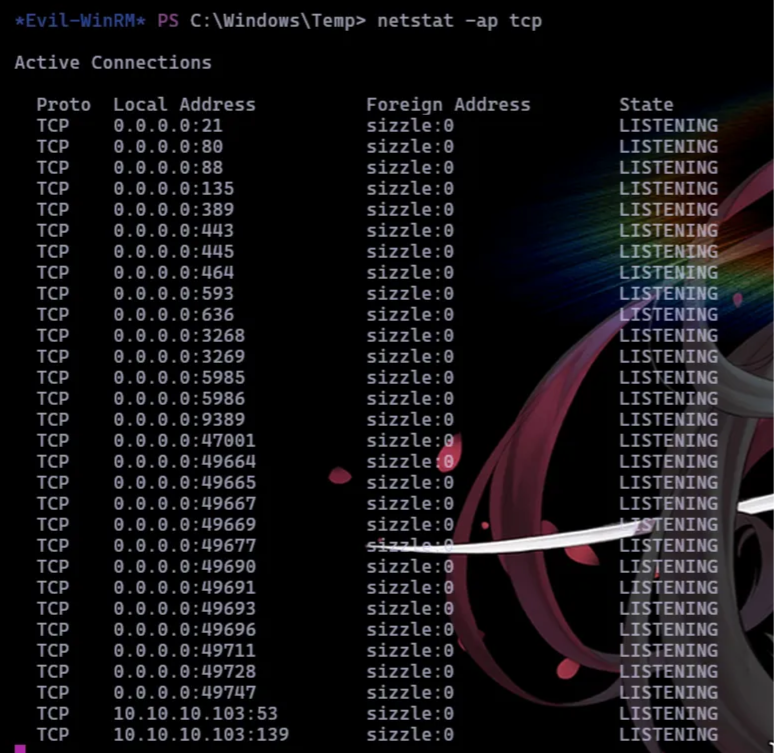 *Evil-WinRM* PS C:\Windows\Temp> netstat -ap tcp
Active Connections
Proto  Local Address          Foreign Address        State
TCP    0.0.0.0:21             sizzle:0               LISTENING
TCP    0.0.0.0:80             sizzle:0               LISTENING
TCP    0.0.0.0:88             sizzle:0               LISTENING
TCP    0.0.0.0:135            sizzle:0               LISTENING
TCP    0.0.0.0:389            sizzle:0               LISTENING
TCP    0.0.0.0:443            sizzle:0               LISTENING
TCP    0.0.0.0:445            sizzle:0               LISTENING
TCP    0.0.0.0:464            sizzle:0               LISTENING
TCP    0.0.0.0:593            sizzle:0               LISTENING
TCP    0.0.0.0:636            sizzle:0               LISTENING
TCP    0.0.0.0:3268           sizzle:0               LISTENING
TCP    0.0.0.0:3269           sizzle:0               LISTENING
TCP    0.0.0.0:5985           sizzle:0               LISTENING
TCP    0.0.0.0:5986           sizzle:0               LISTENING
TCP    0.0.0.0:9389           sizzle:0               LISTENING
TCP    0.0.0.0:47001          sizzle:0               LISTENING
TCP    0.0.0.0:49664          sizzle:0               LISTENING
TCP    0.0.0.0:49665          sizzle:0               LISTENING
TCP    0.0.0.0:49667          sizzle:0               LISTENING
TCP    0.0.0.0:49669          sizzle:0               LISTENING
TCP    0.0.0.0:49677          sizzle:0               LISTENING
TCP    0.0.0.0:49690          sizzle:0               LISTENING
TCP    0.0.0.0:49691          sizzle:0               LISTENING
TCP    0.0.0.0:49693          sizzle:0               LISTENING
TCP    0.0.0.0:49696          sizzle:0               LISTENING
TCP    0.0.0.0:49711          sizzle:0               LISTENING
TCP    0.0.0.0:49728          sizzle:0               LISTENING
TCP    0.0.0.0:49747          sizzle:0               LISTENING
TCP    10.10.10.103:53        sizzle:0               LISTENING
TCP    10.10.10.103:139       sizzle:0               LISTENING